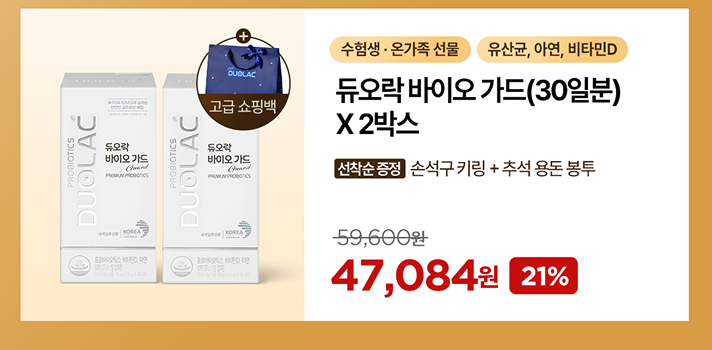 수험생 · 온가족 선물
유산균, 아연, 비타민D
듀오락 바이오 가드(30일분)
X 2박스
선착순 증정 손석구 키링 + 추석 용돈 봉투
59,600원
47,084원 21%
+
DUOLAC
고급 쇼핑백
PROBIOTICS
DUOLAC
듀오락
바이오 가드
Guard
PREMIUM PROBIOTICS
KOREA
PROBIOTICS
DUOLAC
듀오락
바이오 가드
Guard
PREMIUM PROBIOTICS
KOREA